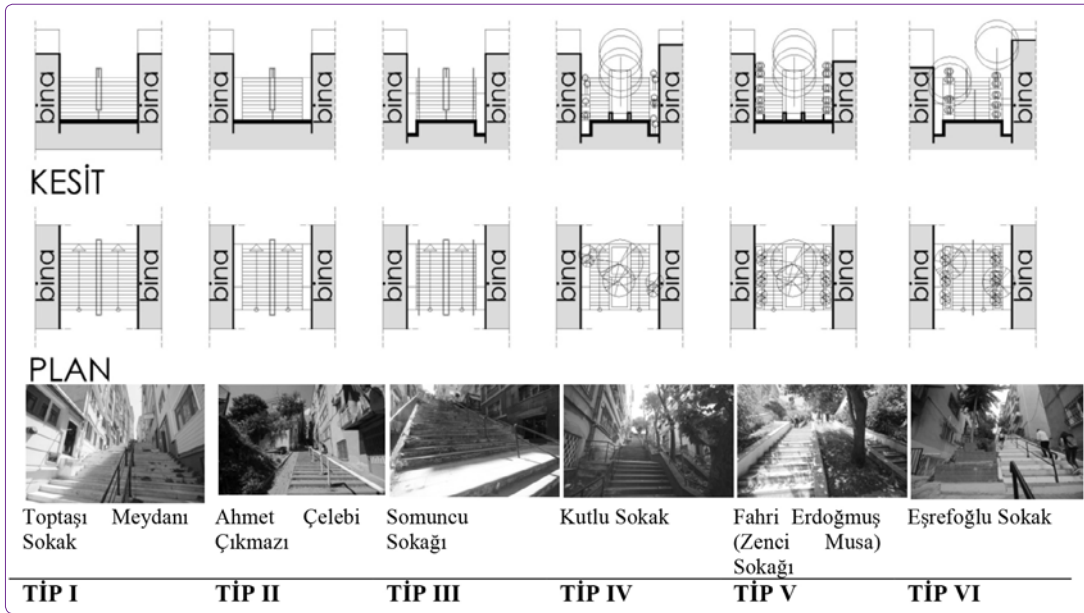 bina bina bina bina bina bina bina bina bina bina bina bina
KESİT
bina bina bina bina bina bina bina bina bina bina bina bina
PLAN
Toptaşı Meydanı
Sokak
Ahmet Çelebi
Çıkmazı
Somuncu
Sokağı
Kutlu Sokak
Fahri Erdoğmuş
(Zenci Musa)
Sokağı
Eşrefoğlu Sokak
TİP I TİP II TİP III TİP IV TİP V TİP VI